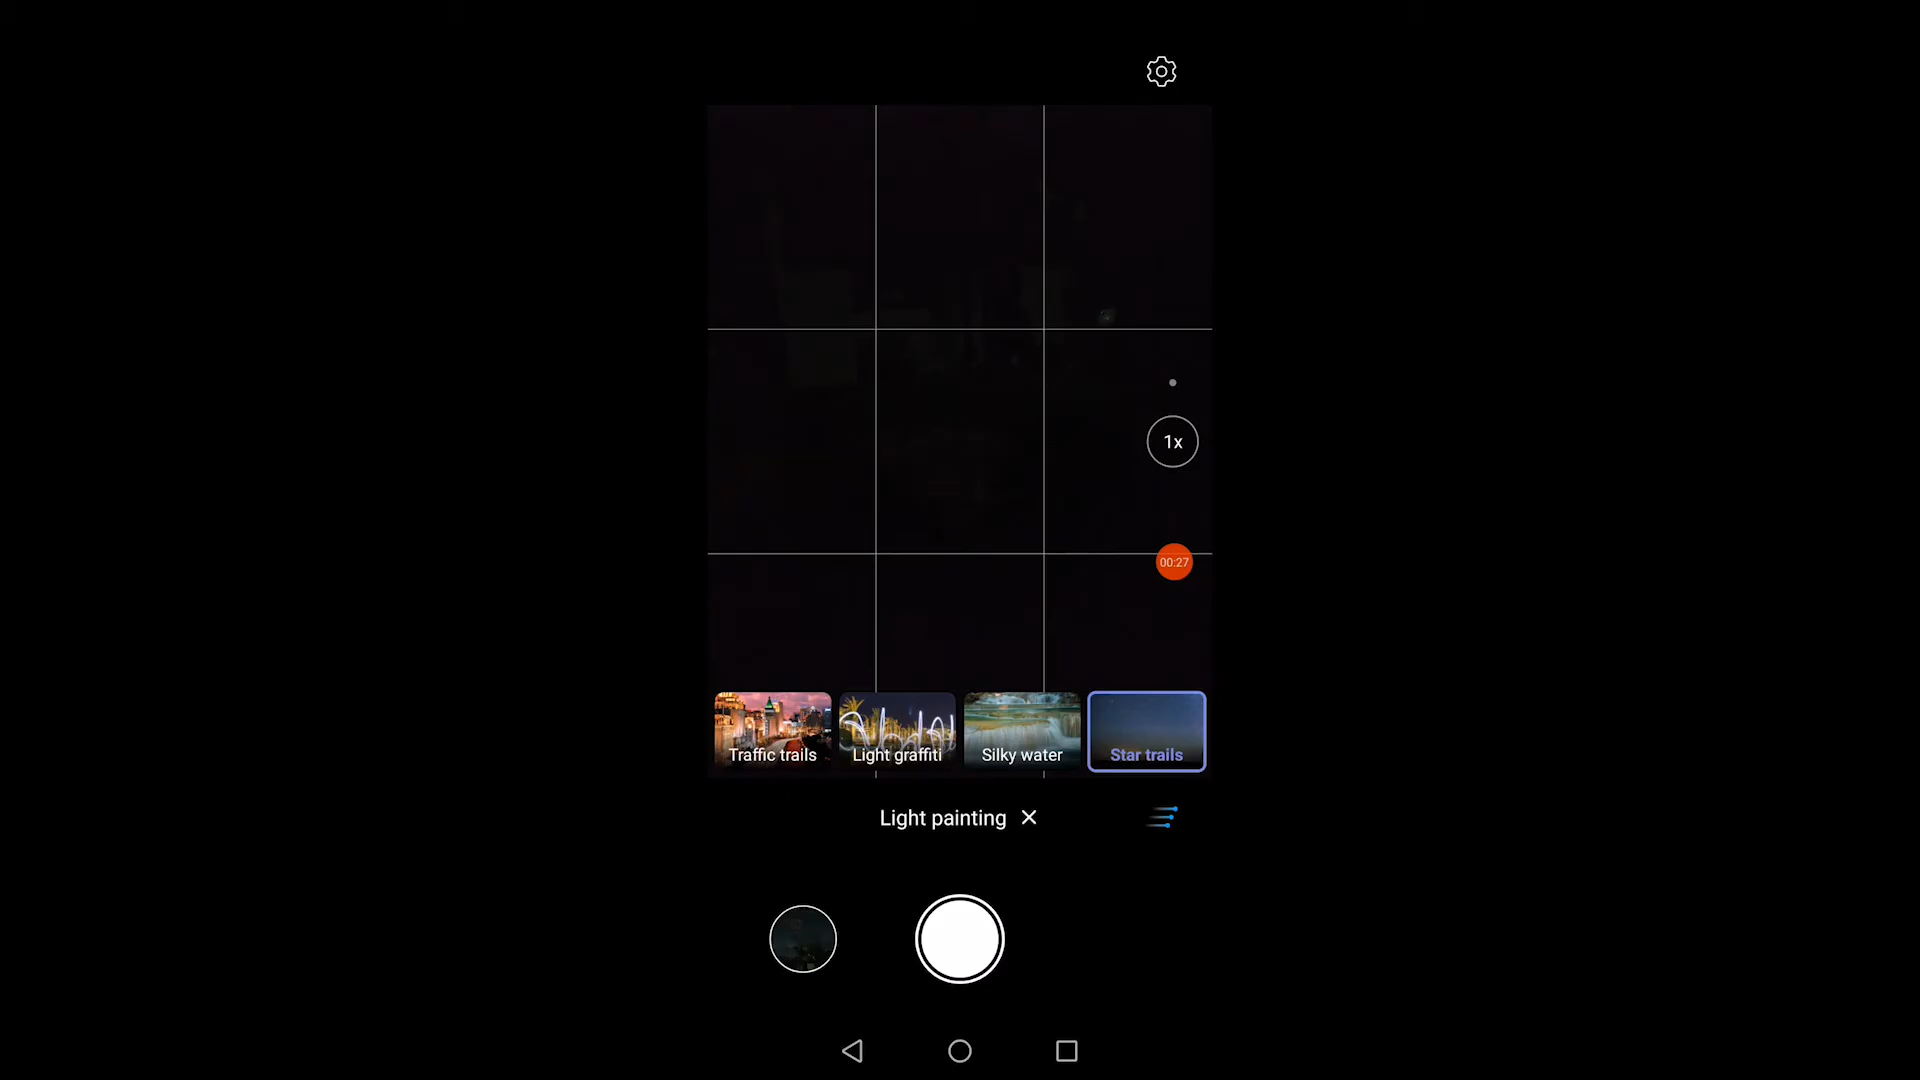 1x
00:27
Traffic trails
Light graffiti
Silky water
Star trails
Light painting